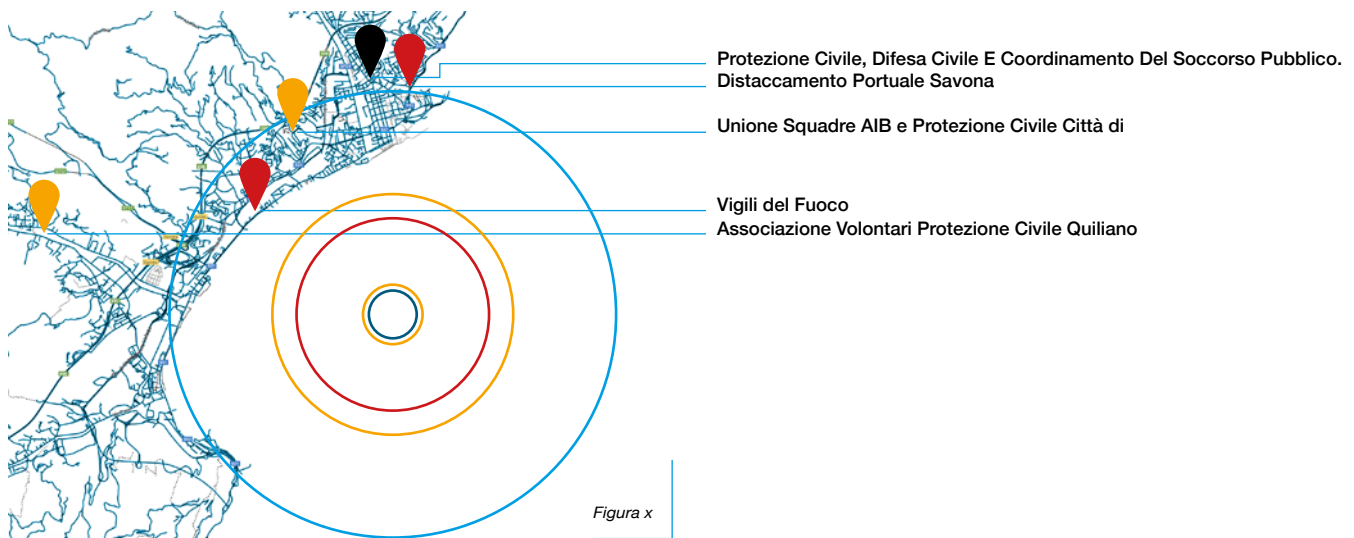 Protezione Civile, Difesa Civile E Coordinamento Del Soccorso Pubblico.
Distaccamento Portuale Savona
Unione Squadre AIB e Protezione Civile Città di
Vigili del Fuoco
Associazione Volontari Protezione Civile Quiliano
Figura x